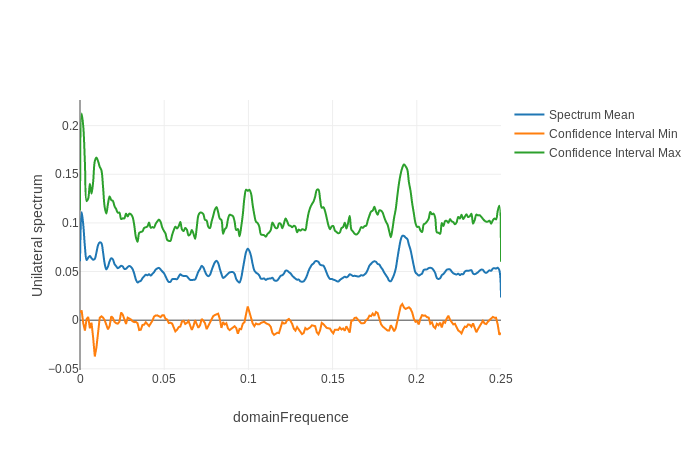 Spectrum Mean
Confidence Interval Min
Confidence Interval Max
Unilateral spectrum
0.2
0.15
0.1
0.05
0
−0.05
0 0.05 0.1 0.15 0.2 0.25
domainFrequence